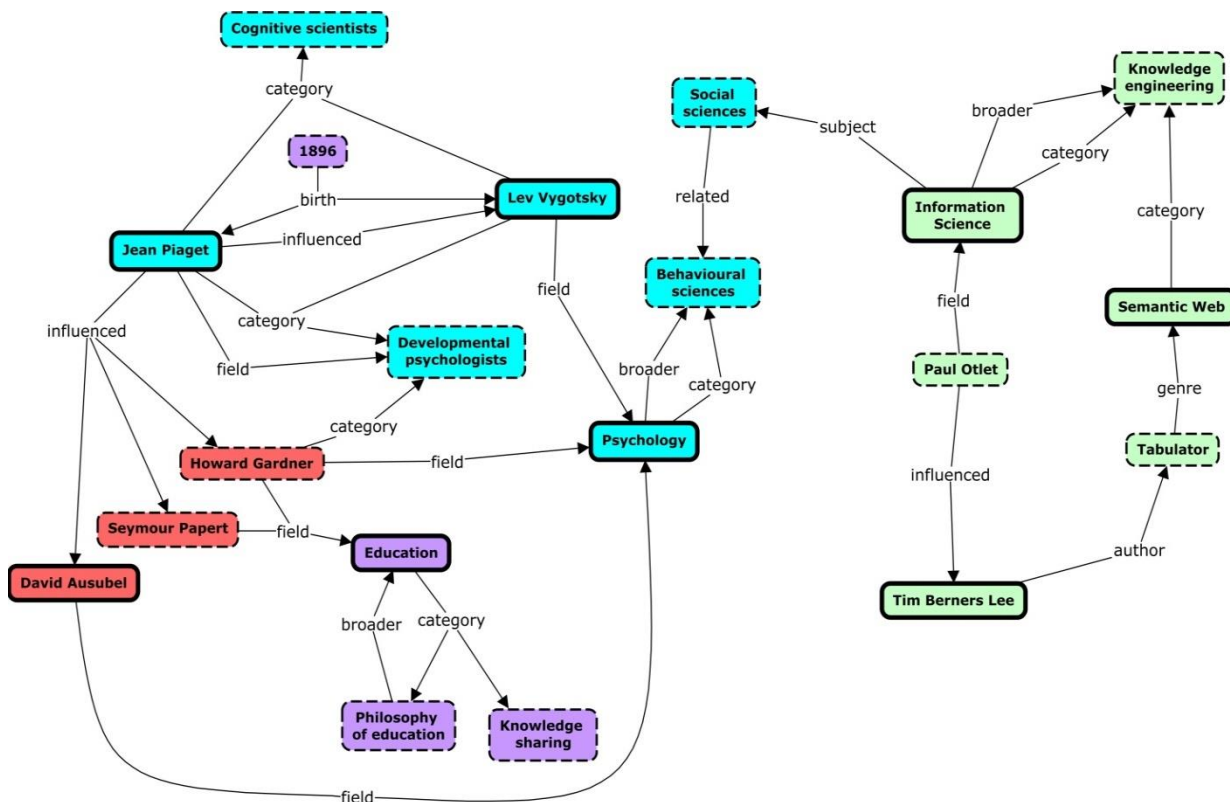 Cognitive scientists
category
1896
birth
Lev Vygotsky
Jean Piaget
influenced
influenced
category
field
Developmental
psychologists
field
Social
sciences
related
Behavioural
sciences
broader
category
Psychology
category
Howard Gardner
field
Seymour Papert
field
Education
David Ausubel
broader
category
Philosophy
of education
Knowledge
sharing
field
subject
Knowledge
engineering
broader
category
Information
Science
category
field
Semantic Web
Paul Otlet
genre
influenced
Tabulator
author
Tim Berners Lee